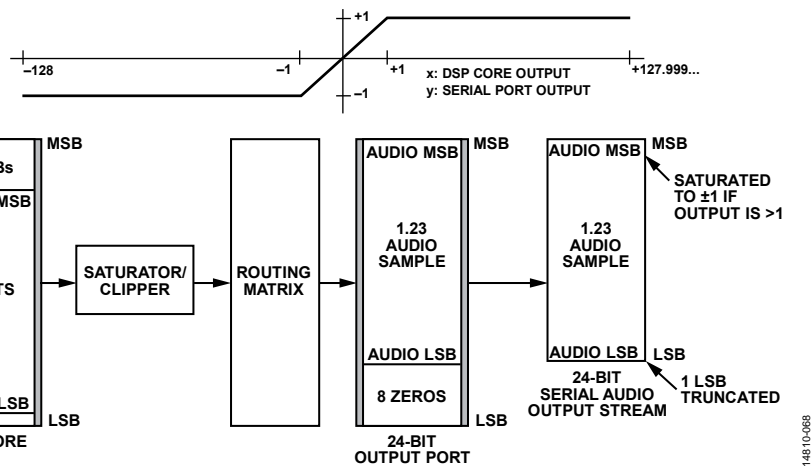 +1
–128
–1
+1
+127.999...
x: DSP CORE OUTPUT
y: SERIAL PORT OUTPUT
–1
MSB
MSB
LSB
LSB
SATURATOR/
CLIPPER
ROUTING
MATRIX
AUDIO MSB
MSB
1.23
AUDIO
SAMPLE
AUDIO LSB
8 ZEROS
LSB
24-BIT
OUTPUT PORT
AUDIO MSB
MSB
SATURATED
TO ±1 IF
OUTPUT IS >1
1.23
AUDIO
SAMPLE
AUDIO LSB
LSB
24-BIT
SERIAL AUDIO
OUTPUT STREAM
1 LSB
TRUNCATED
14810-068